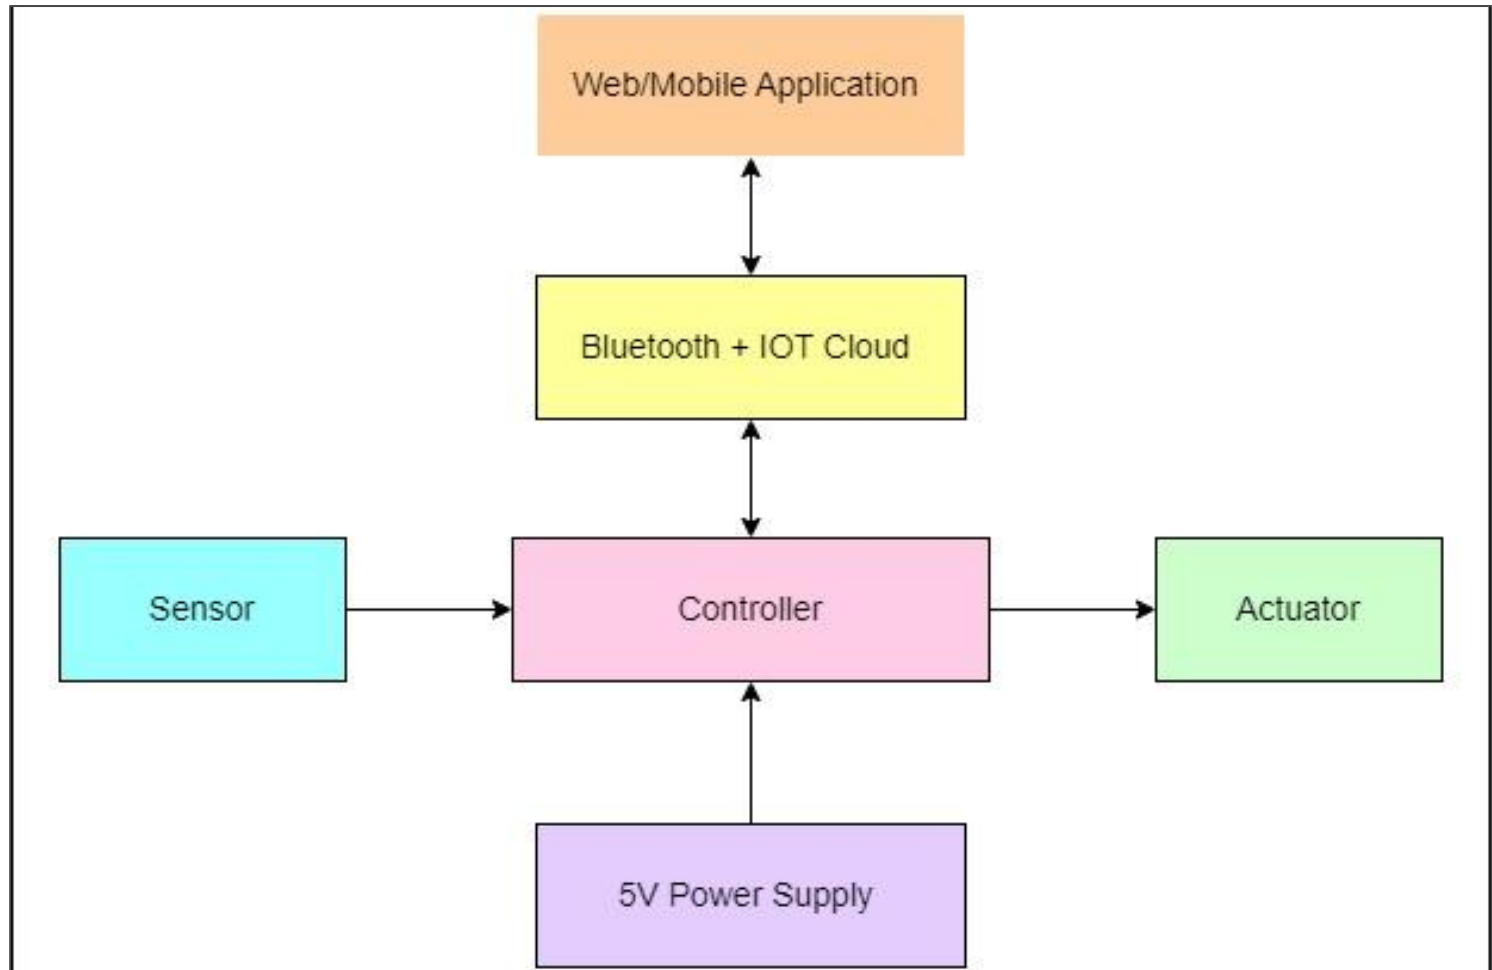 Web/Mobile Application
Bluetooth + IOT Cloud
Sensor
Controller
Actuator
5V Power Supply